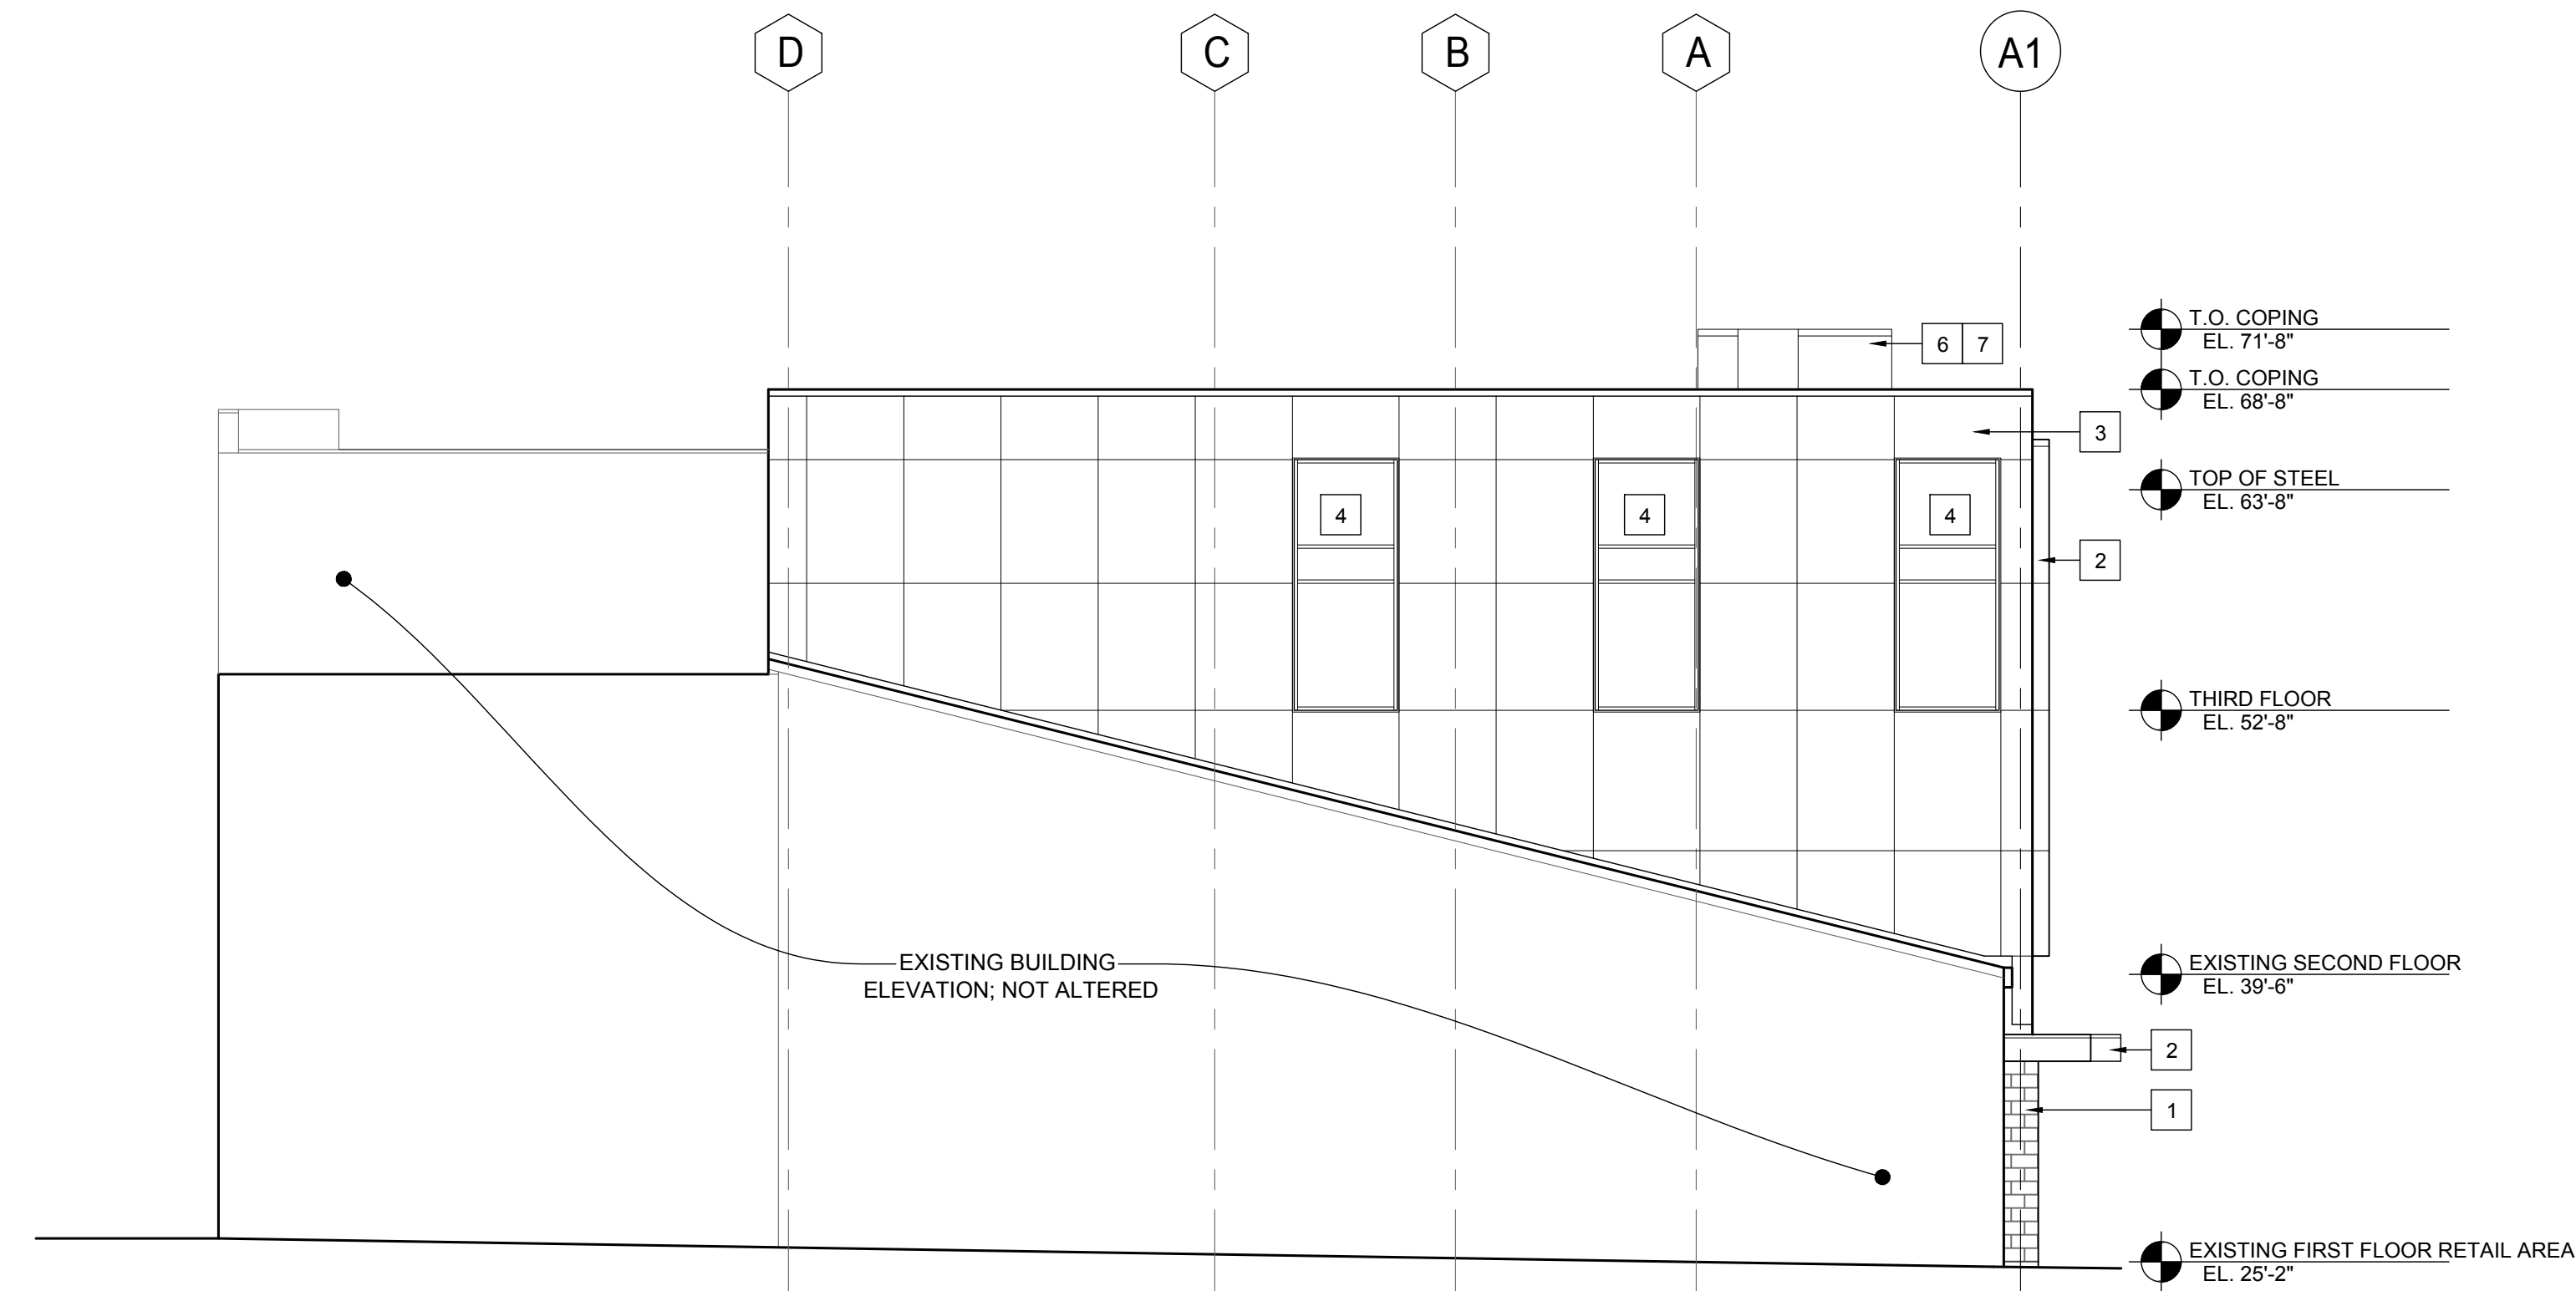 D C B A A1
T.O. COPING
EL. 71'-8"
6 7
T.O. COPING
EL. 68'-8"
3
TOP OF STEEL
EL. 63'-8"
4 4 4
2
THIRD FLOOR
EL. 52'-8"
EXISTING BUILDING
ELEVATION; NOT ALTERED
EXISTING SECOND FLOOR
EL. 39'-6"
2
1
EXISTING FIRST FLOOR RETAIL AREA
EL. 25'-2"